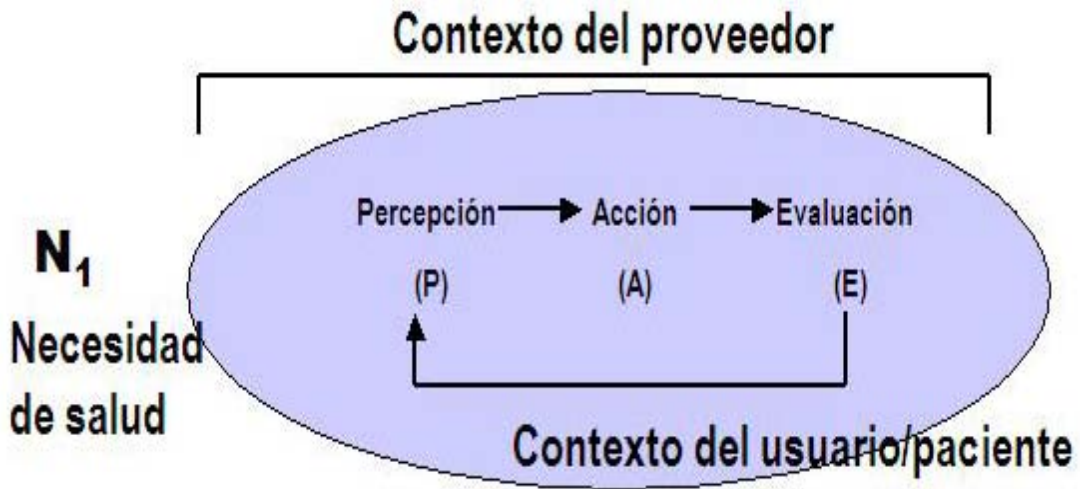 Contexto del proveedor
Percepción Acción Evaluación
N₁
(P) (A) (E)
Necesidad
de salud
Contexto del usuario/paciente